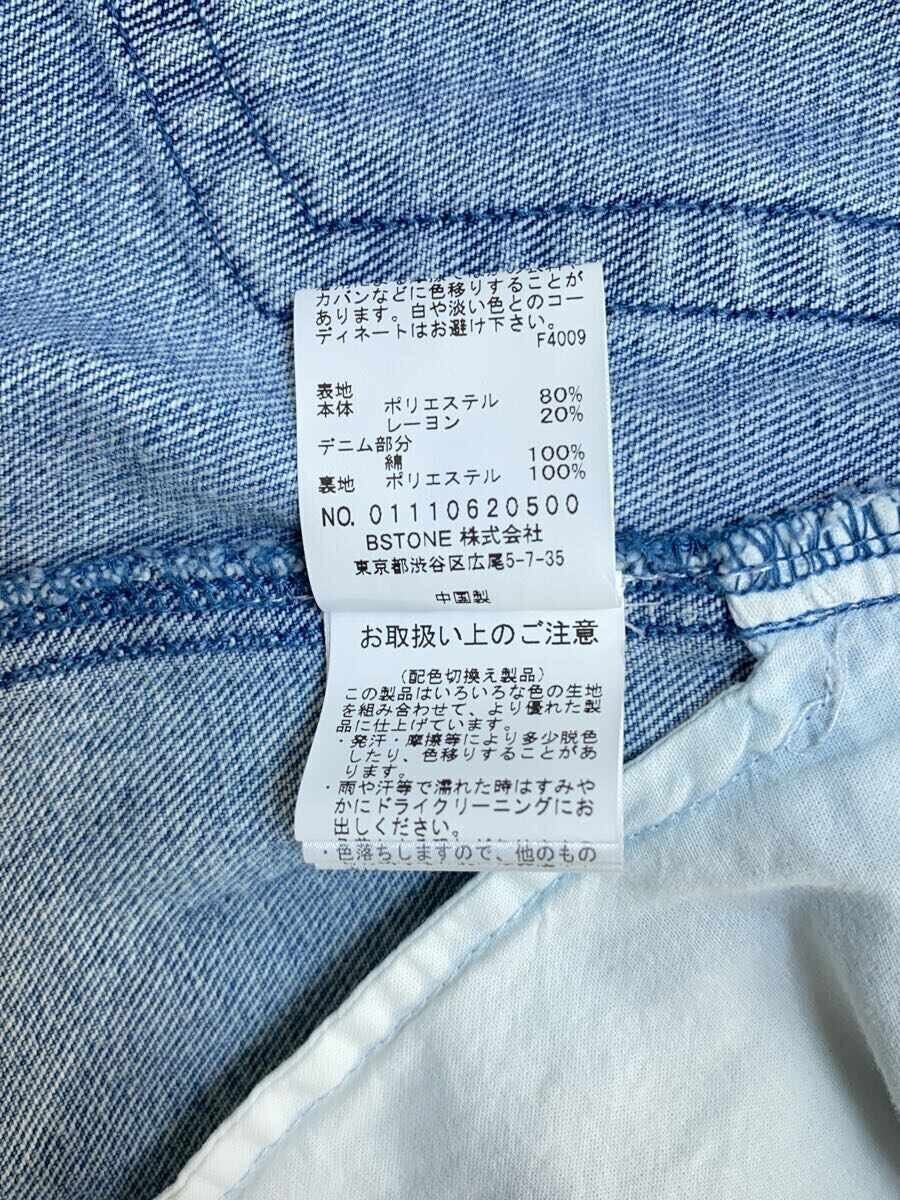 カバンなどに色移りすることが
あります。白や淡い色とのコー
ディネートはお避け下さい。
F4009
表地
本体 ポリエステル 80%
レーヨン 20%
デニム部分
綿 100%
裏地 ポリエステル 100%
NO. 01110620500
BSTONE 株式会社
東京都渋谷区広尾5-7-35
中国製
お取扱い上のご注意
(配色切換え製品)
この製品はいろいろな色の生地
を組み合わせて、より優れた製
品に仕上げています。
・発汗・摩擦等により多少脱色
したり、色移りすることがあ
ります。
・雨や汗等で濡れた時はすみや
かにドライクリーニングにお
出しください。
・色落ちしますので、他のもの